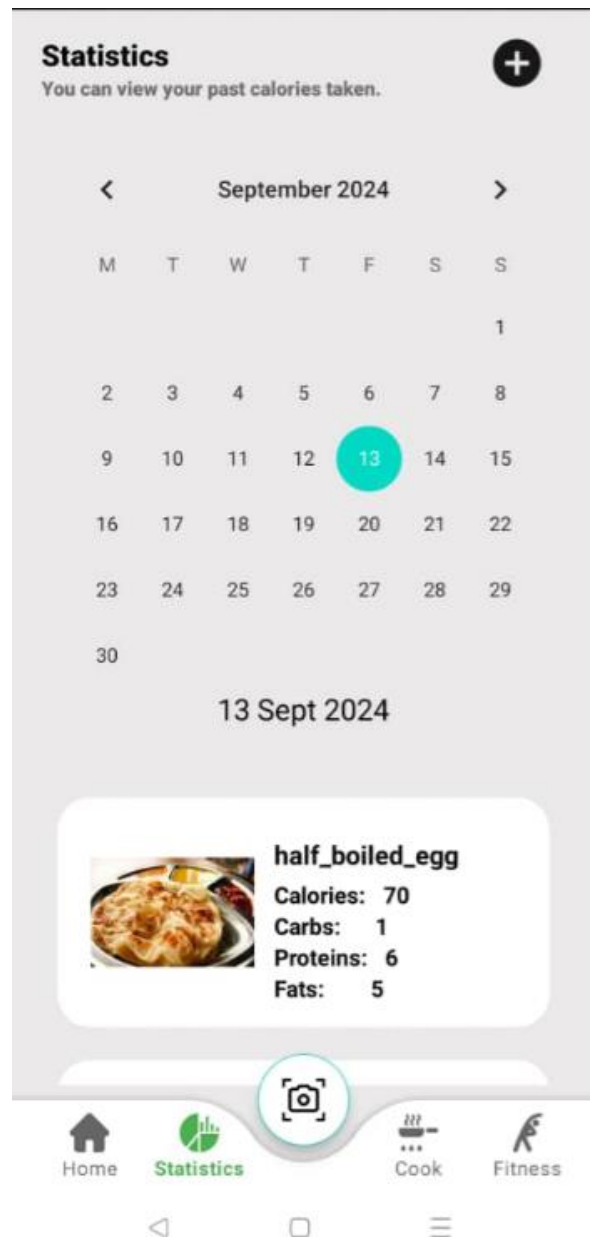 Statistics
You can view your past calories taken.
September 2024
M T W T F S S
1
2 3 4 5 6 7 8
9 10 11 12 13 14 15
16 17 18 19 20 21 22
23 24 25 26 27 28 29
30
13 Sept 2024
half_boiled_egg
Calories: 70
Carbs: 1
Proteins: 6
Fats: 5
Home Statistics Cook Fitness